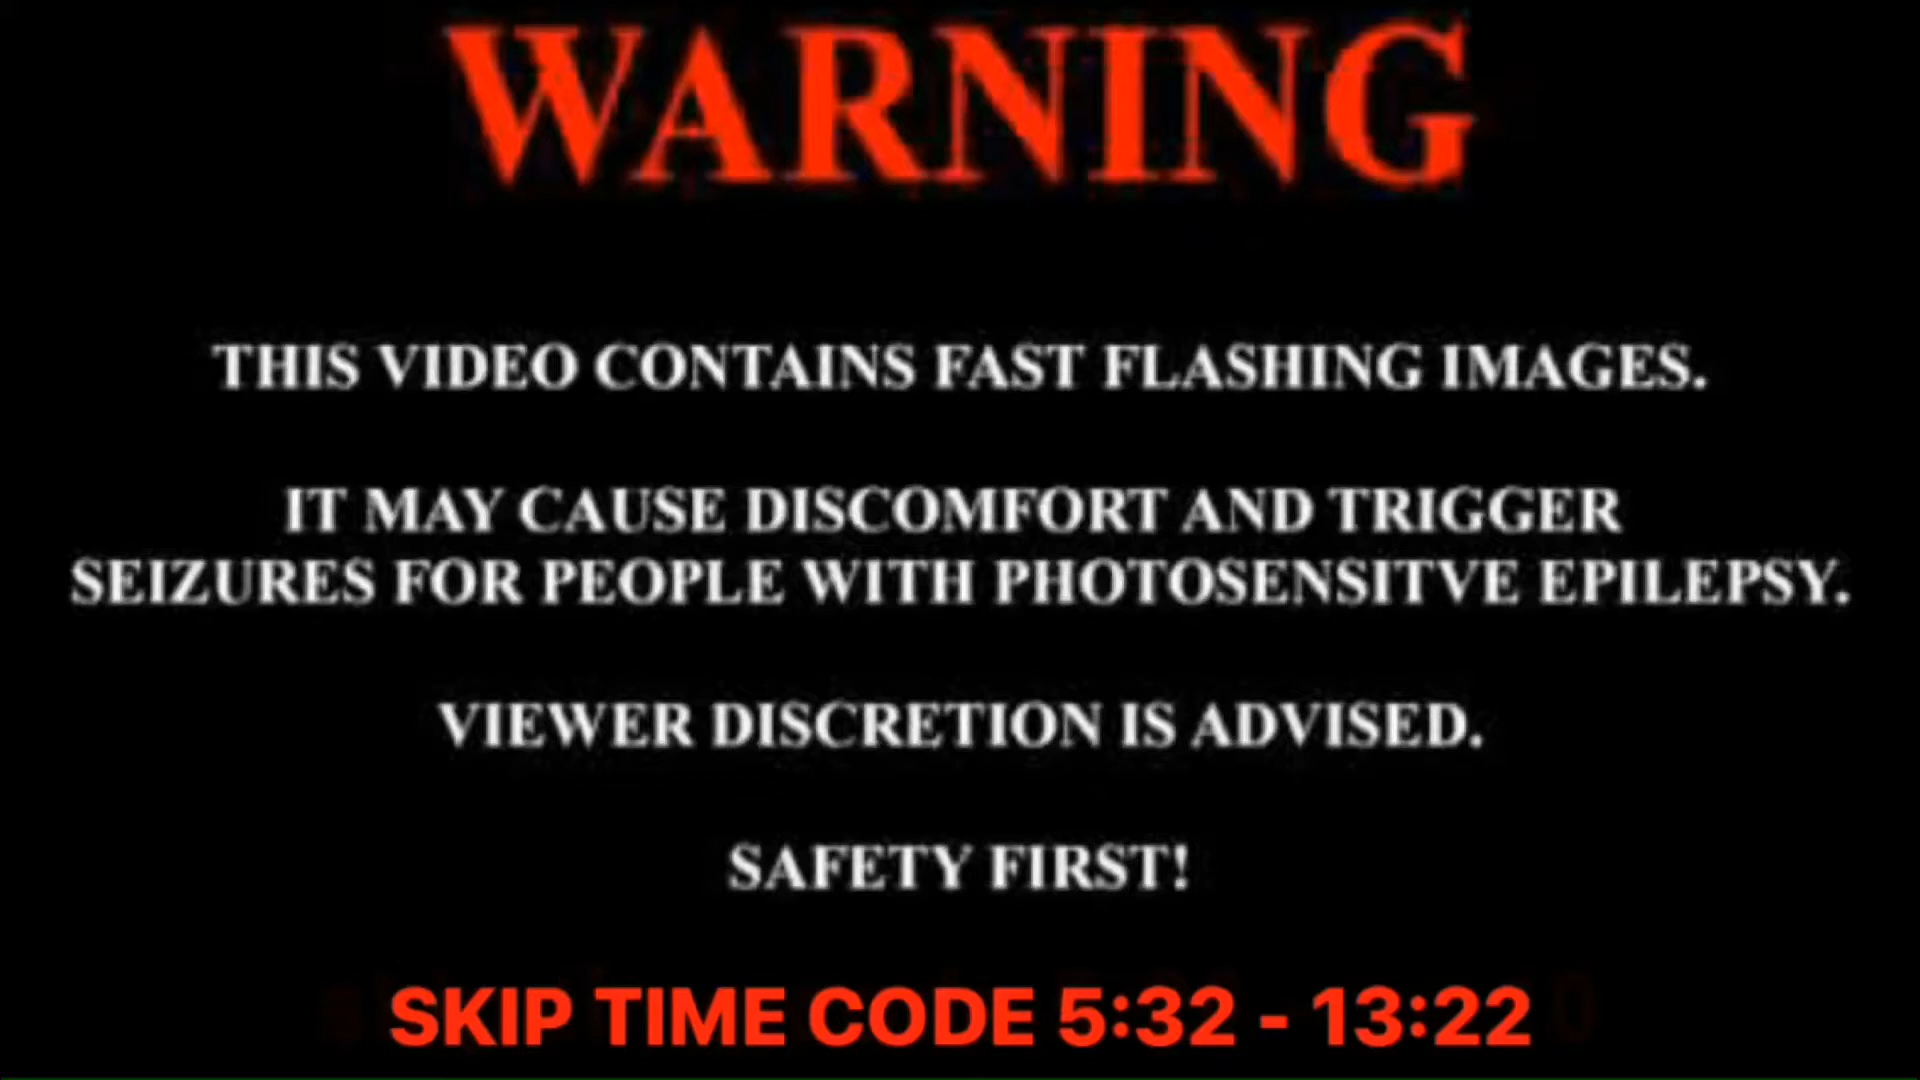 WARNING
THIS VIDEO CONTAINS FAST FLASHING IMAGES.
IT MAY CAUSE DISCOMFORT AND TRIGGER
SEIZURES FOR PEOPLE WITH PHOTOSENSITVE EPILEPSY.
VIEWER DISCRETION IS ADVISED.
SAFETY FIRST!
SKIP TIME CODE 5:32 - 13:22